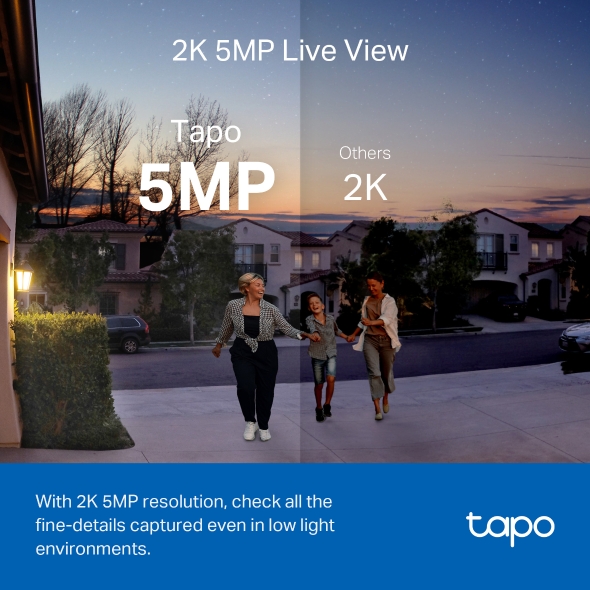 2K 5MP Live View
Tapo
5MP
Others
2K
With 2K 5MP resolution, check all the
fine-details captured even in low light
environments.
tapo